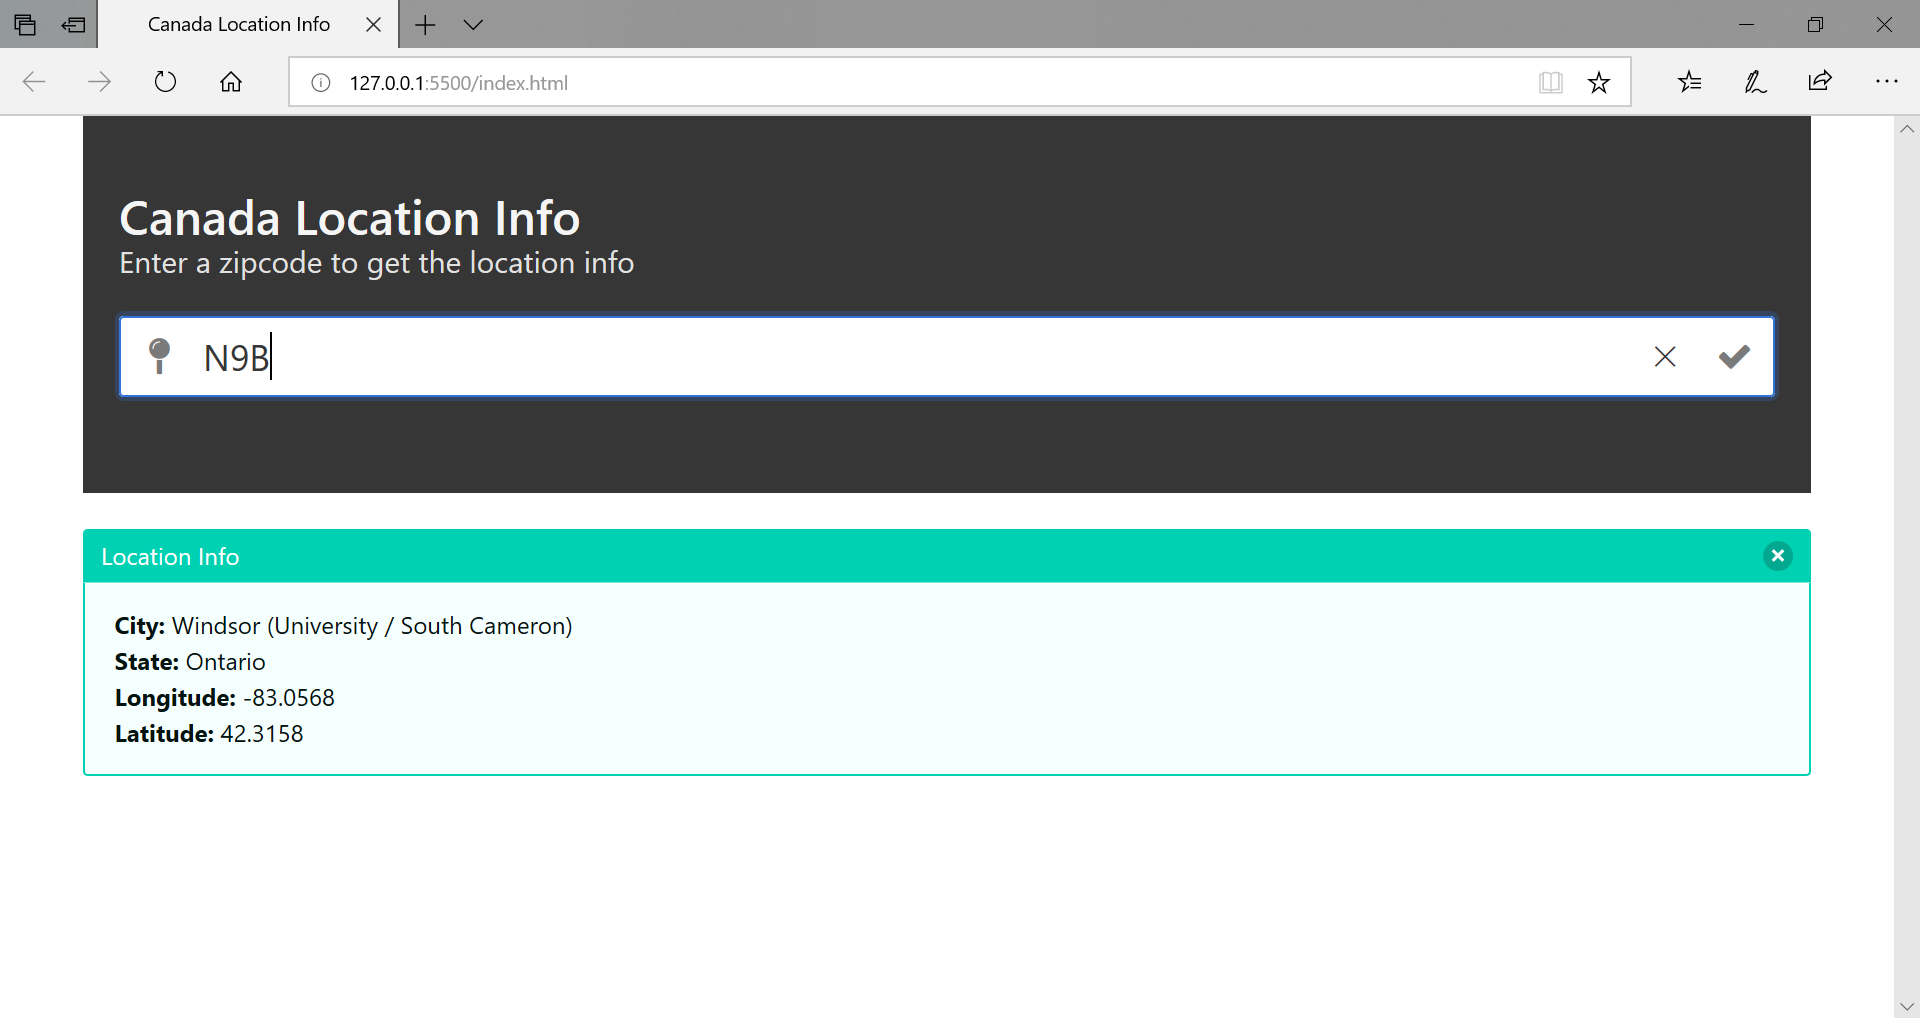 Canada Location Info
127.0.0.1:5500/index.html
Canada Location Info
Enter a zipcode to get the location info
N9B
Location Info
City: Windsor (University / South Cameron)
State: Ontario
Longitude: -83.0568
Latitude: 42.3158